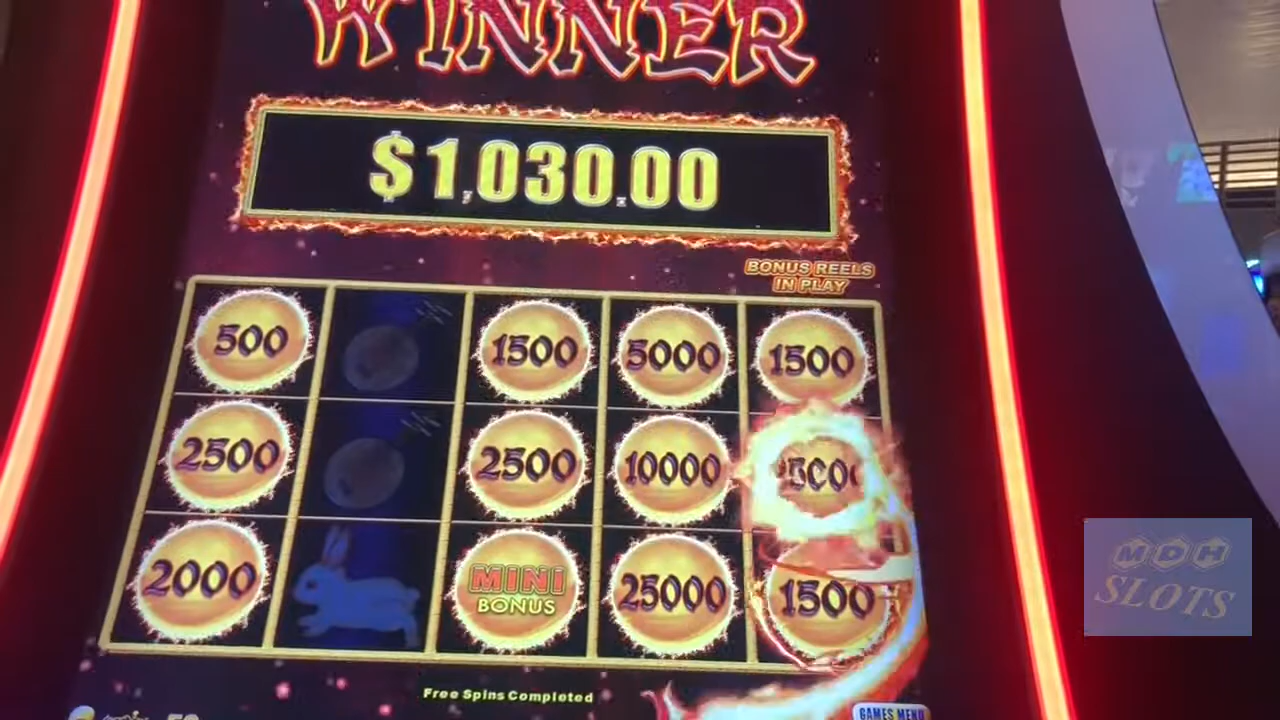 WINNER
$1,030.00
BONUS REELS
IN PLAY
500
1500
5000
1500
2500
2500
10000
2000
MINI
BONUS
25000
1500
Free Spins Completed
GAMES MENU
MDH
SLOTS